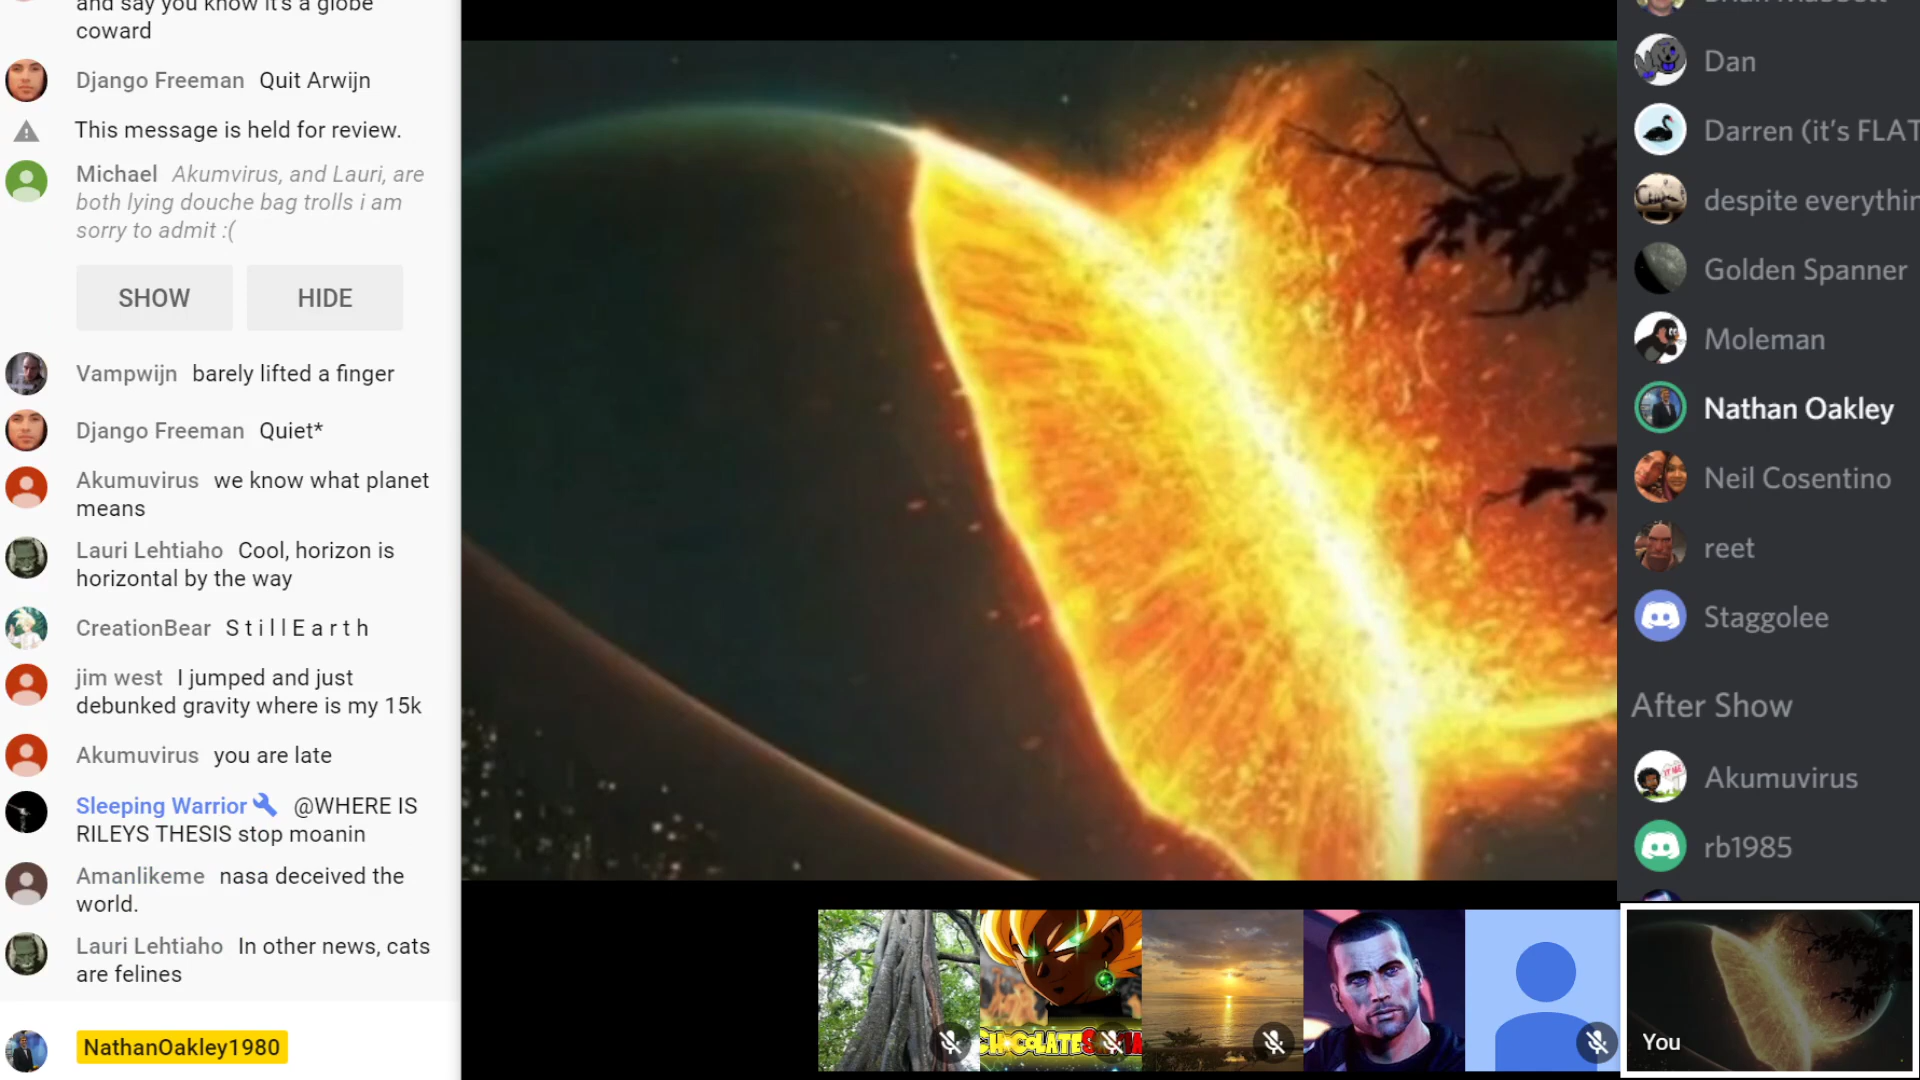 and say you know it's a globe
coward
Django Freeman Quit Arwijn
This message is held for review.
Michael Akumvirus, and Lauri, are
both lying douche bag trolls i am
sorry to admit :(
SHOW HIDE
Vampwijn barely lifted a finger
Django Freeman Quiet*
Akumuvirus we know what planet
means
Lauri Lehtiaho Cool, horizon is
horizontal by the way
CreationBear S t i l l E a r t h
jim west I jumped and just
debunked gravity where is my 15k
Akumuvirus you are late
Sleeping Warrior @WHERE IS
RILEYS THESIS stop moanin
Amanlikeme nasa deceived the
world.
Lauri Lehtiaho In other news, cats
are felines
NathanOakley1980
Dan
Darren (it's FLAT
despite everythin
Golden Spanner
Moleman
Nathan Oakley
Neil Cosentino
reet
Staggolee
After Show
Akumuvirus
rb1985
You